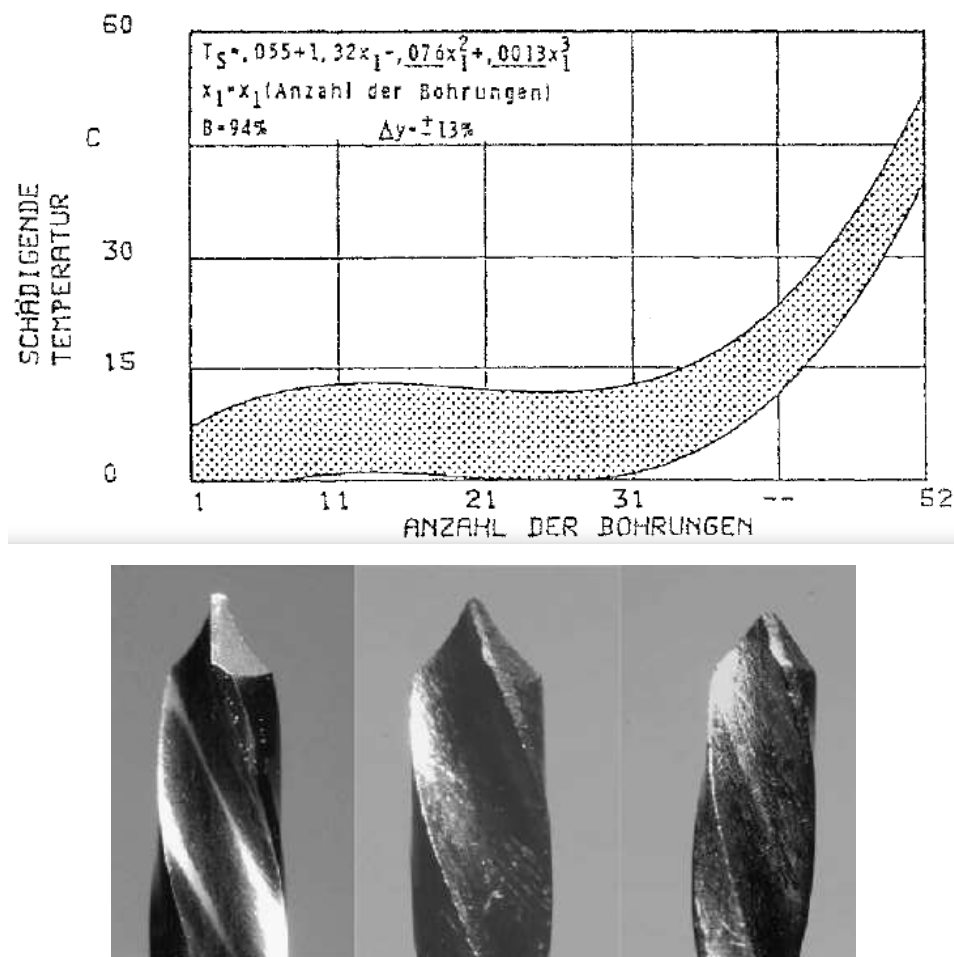 60
T_S=,055+1,32x_1-,076x_1^2+,0013x_1^3
x_1=x_1(Anzahl der Bohrungen)
B=94% Δy=±13%
C
30
15
0
SCHÄDIGENDE
TEMPERATUR
1 11 21 31 -- 52
ANZAHL DER BOHRUNGEN